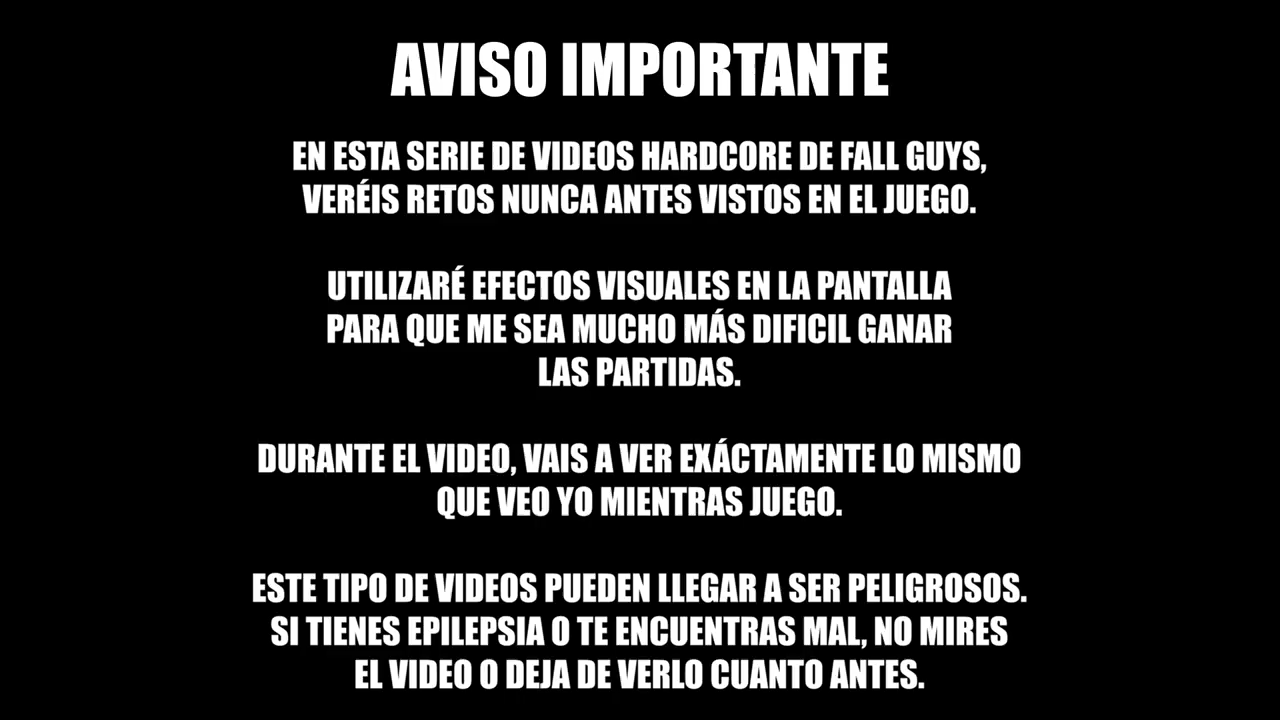 AVISO IMPORTANTE
EN ESTA SERIE DE VIDEOS HARDCORE DE FALL GUYS,
VERÉIS RETOS NUNCA ANTES VISTOS EN EL JUEGO.
UTILIZARÉ EFECTOS VISUALES EN LA PANTALLA
PARA QUE ME SEA MUCHO MÁS DIFICIL GANAR
LAS PARTIDAS.
DURANTE EL VIDEO, VAIS A VER EXÁCTAMENTE LO MISMO
QUE VEO YO MIENTRAS JUEGO.
ESTE TIPO DE VIDEOS PUEDEN LLEGAR A SER PELIGROSOS.
SI TIENES EPILEPSIA O TE ENCUENTRAS MAL, NO MIRES
EL VIDEO O DEJA DE VERLO CUANTO ANTES.